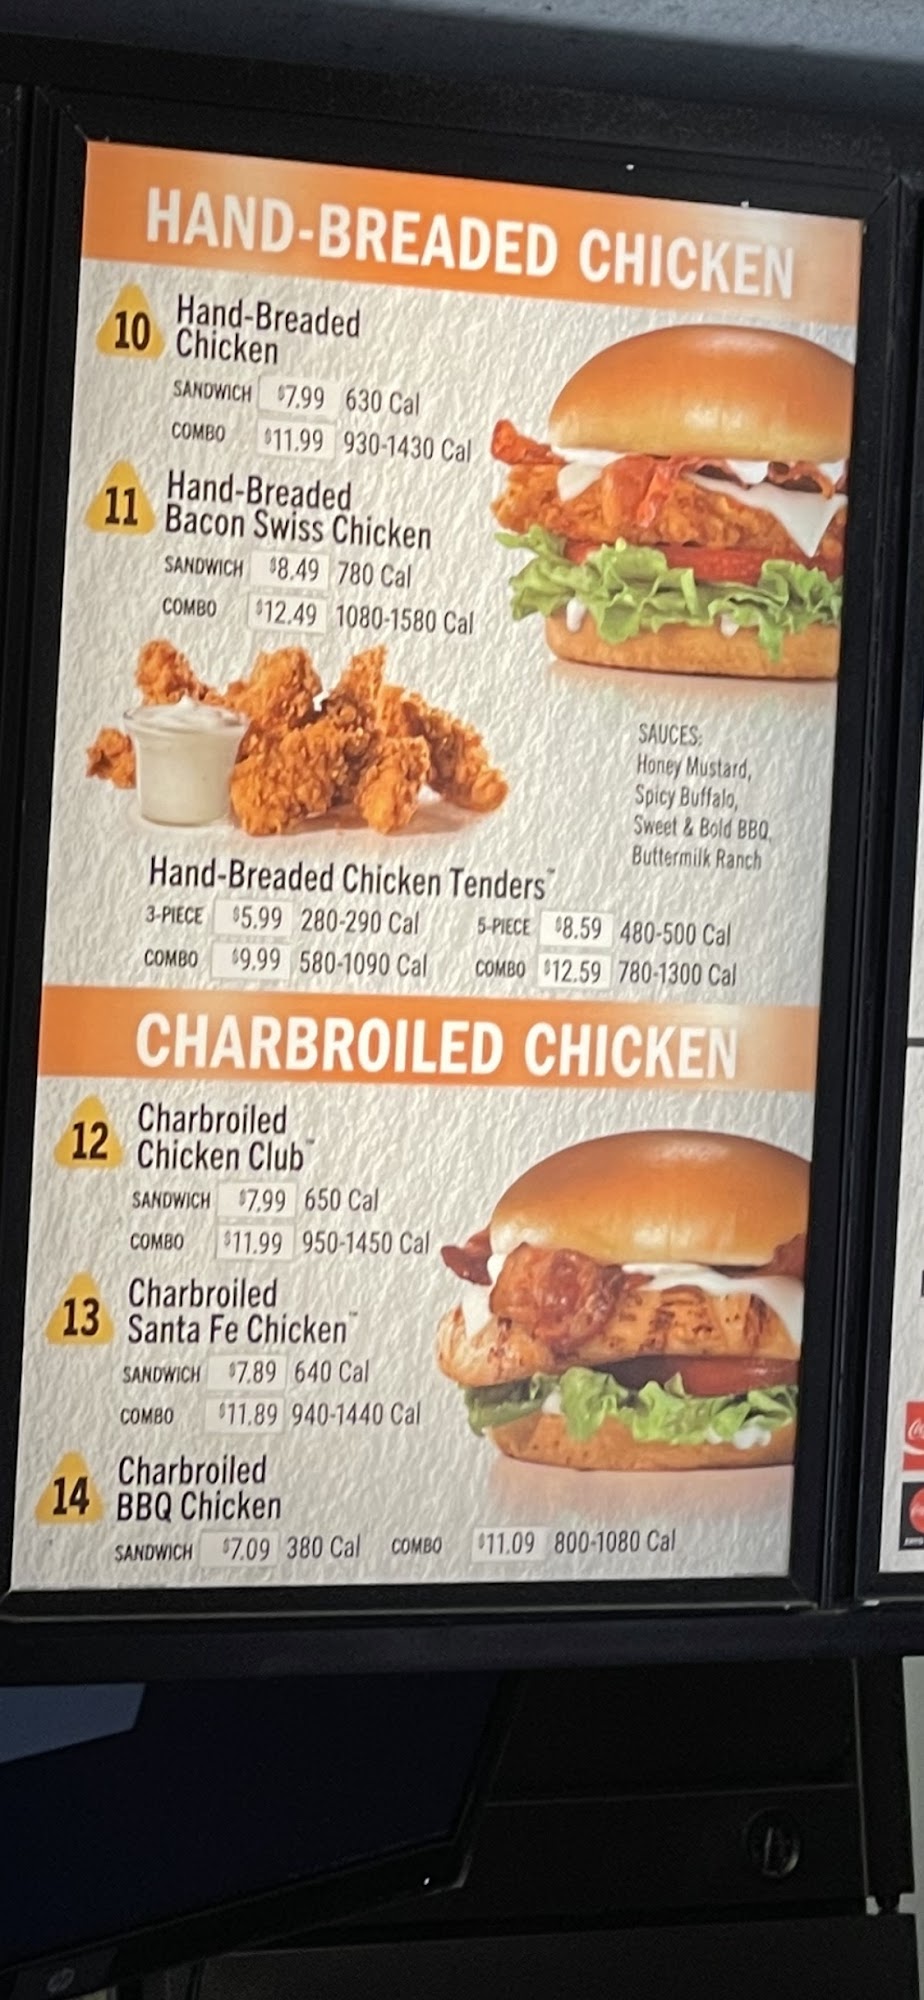 HAND-BREADED CHICKEN
10
Hand-Breaded
Chicken
SANDWICH $7.99 630 Cal
COMBO $11.99 930-1430 Cal
11
Hand-Breaded
Bacon Swiss Chicken
SANDWICH $8.49 780 Cal
COMBO $12.49 1080-1580 Cal
SAUCES:
Honey Mustard,
Spicy Buffalo,
Sweet & Bold BBQ,
Buttermilk Ranch
Hand-Breaded Chicken Tenders™
3-PIECE $5.99 280-290 Cal 5-PIECE $8.59 480-500 Cal
COMBO $9.99 580-1090 Cal COMBO $12.59 780-1300 Cal
CHARBROILED CHICKEN
12
Charbroiled
Chicken Club™
SANDWICH $7.99 650 Cal
COMBO $11.99 950-1450 Cal
13
Charbroiled
Santa Fe Chicken™
SANDWICH $7.89 640 Cal
COMBO $11.89 940-1440 Cal
14
Charbroiled
BBQ Chicken
SANDWICH $7.09 380 Cal COMBO $11.09 800-1080 Cal
hp